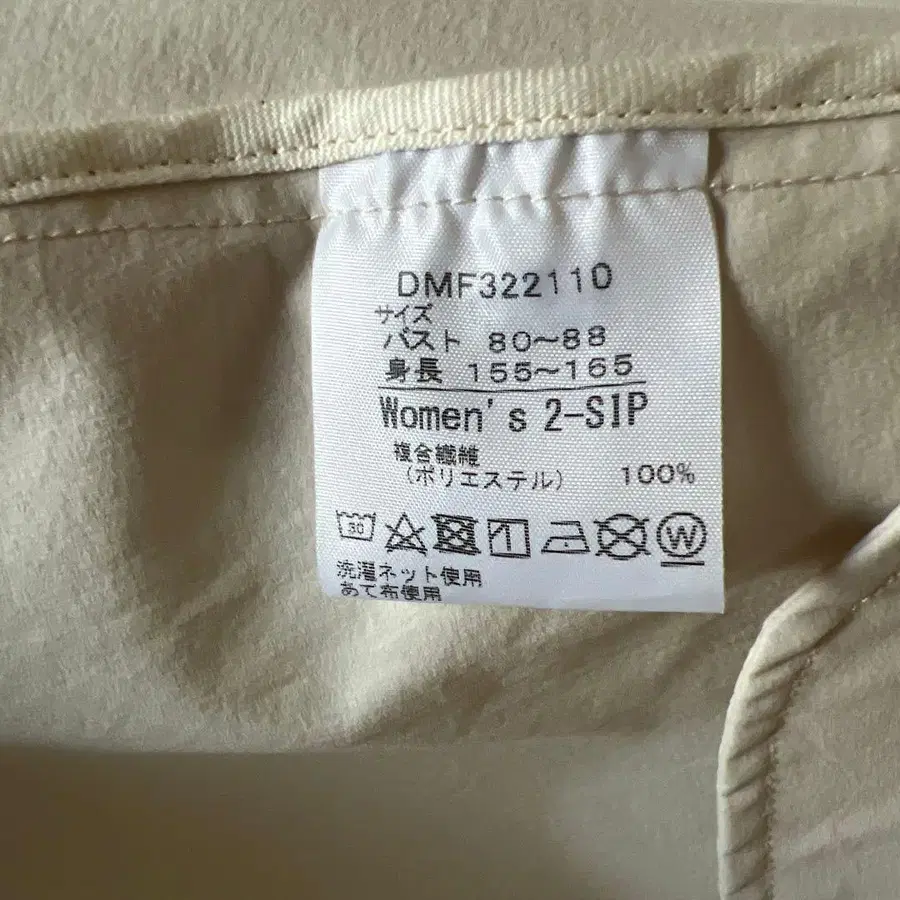 DMF322110
サイズ
バスト 80～88
身長 155～165
Women's 2-SIP
複合繊維
（ポリエステル） 100%
30 W
洗濯ネット使用
あて布使用